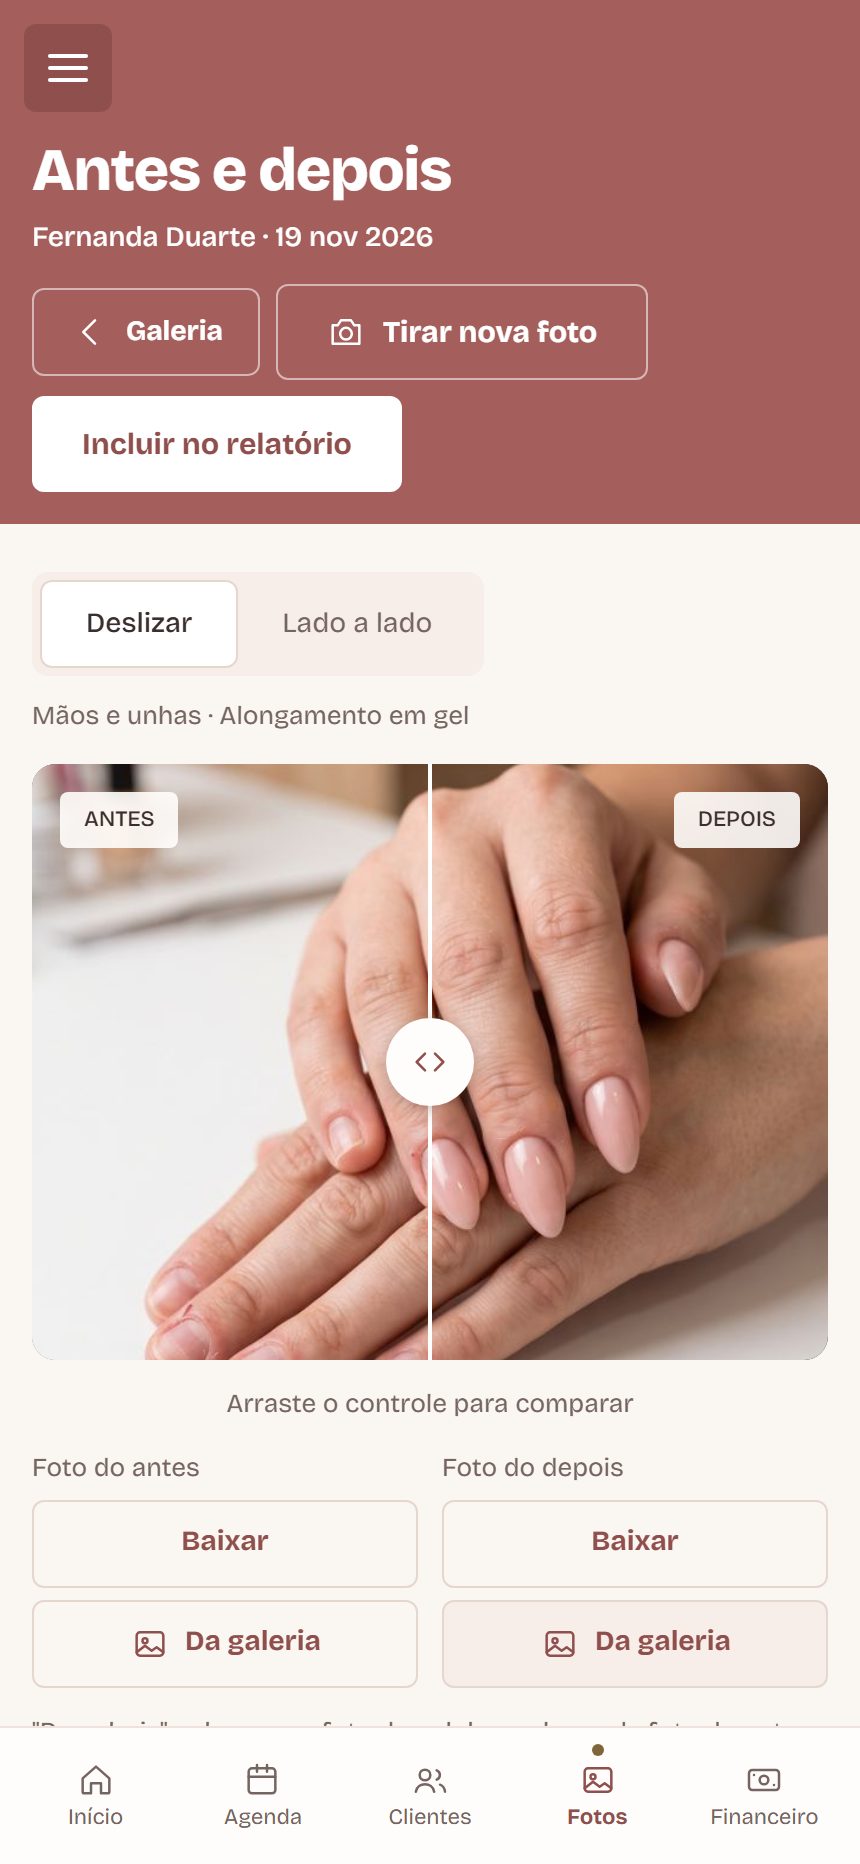 Antes e depois
Fernanda Duarte · 19 nov 2026
Galeria
Tirar nova foto
Incluir no relatório
Deslizar
Lado a lado
Mãos e unhas · Alongamento em gel
ANTES
DEPOIS
Arraste o controle para comparar
Foto do antes
Foto do depois
Baixar
Baixar
Da galeria
Da galeria
Início
Agenda
Clientes
Fotos
Financeiro